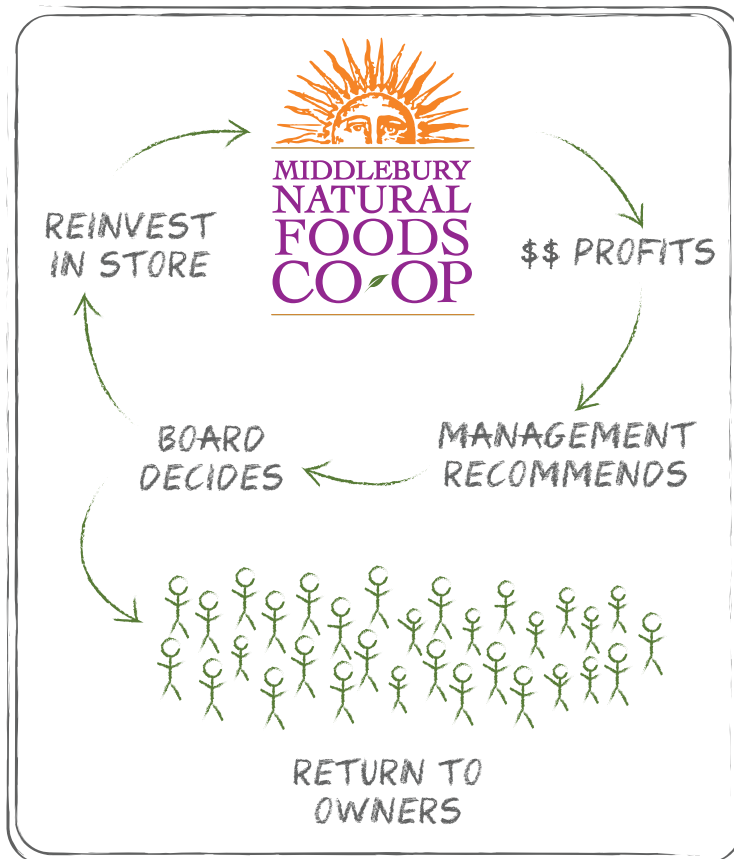 MIDDLEBURY
NATURAL
FOODS
CO-OP
$$ PROFITS
MANAGEMENT
RECOMMENDS
BOARD
DECIDES
REINVEST
IN STORE
RETURN TO
OWNERS